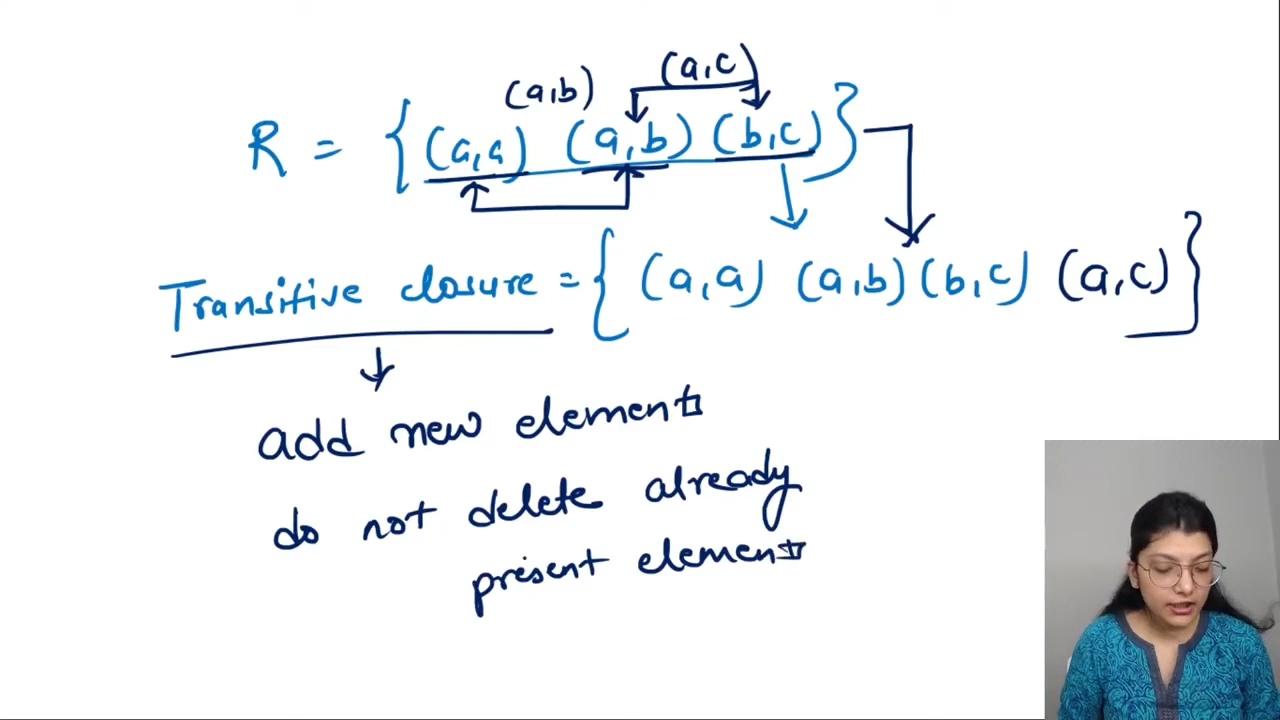 (a,b) (a,c)
R = { (a,a) (a,b) (b,c) }
Transitive closure = { (a,a) (a,b) (b,c) (a,c) }
add new elements
do not delete already
present elements